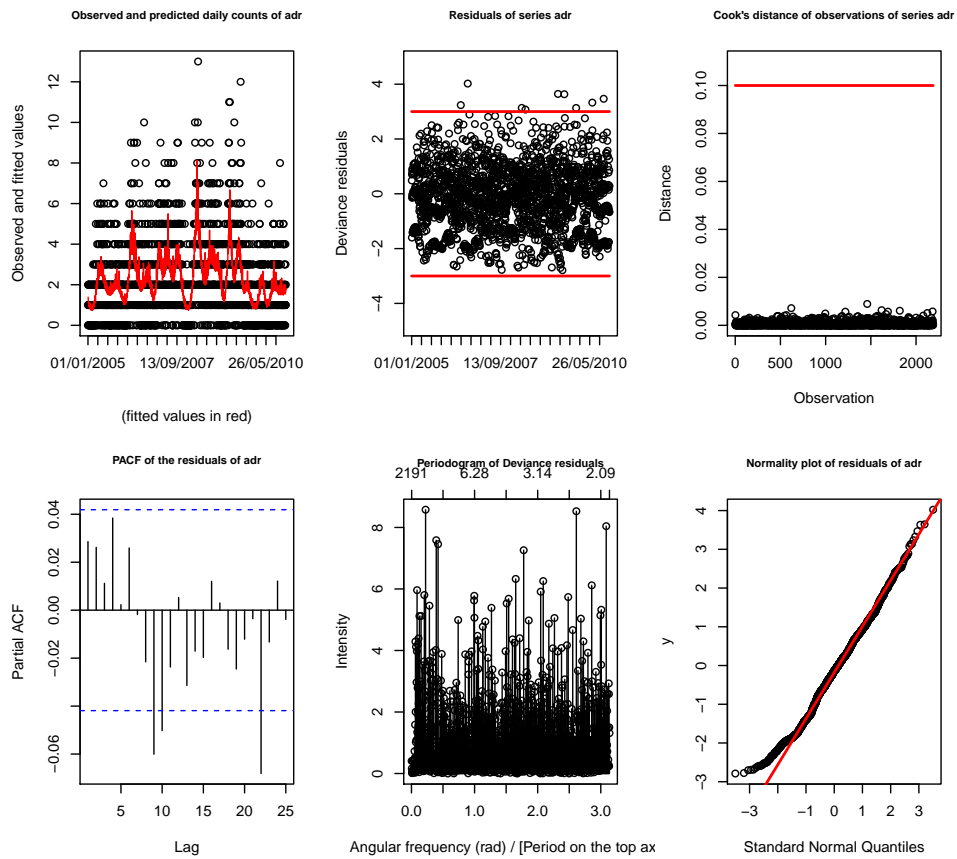 Observed and predicted daily counts of adr
Observed and fitted values
0 2 4 6 8 10 12
01/01/2005 13/09/2007 26/05/2010
(fitted values in red)
Residuals of series adr
Deviance residuals
−4 −2 0 2 4
01/01/2005 13/09/2007 26/05/2010
Cook's distance of observations of series adr
Distance
0.00 0.02 0.04 0.06 0.08 0.10
0 500 1000 2000
Observation
PACF of the residuals of adr
Partial ACF
−0.06 −0.02 0.00 0.02 0.04
5 10 15 20 25
Lag
Periodogram of Deviance residuals
2191 6.28 3.14 2.09
Intensity
0 2 4 6 8
0.0 1.0 2.0 3.0
Angular frequency (rad) / [Period on the top ax
Normality plot of residuals of adr
y
−3 −2 −1 0 1 2 3 4
−3 −2 −1 0 1 2 3
Standard Normal Quantiles